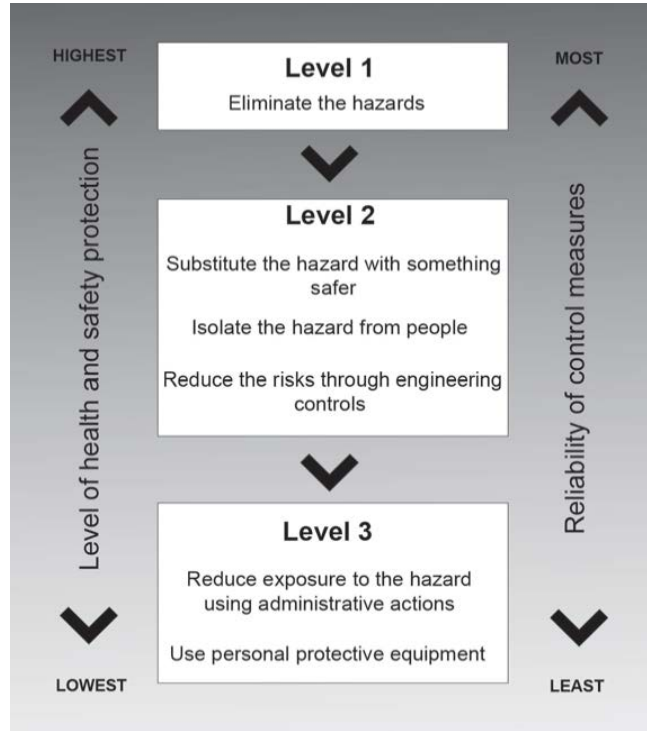 HIGHEST
MOST
Level 1
Eliminate the hazards
Level of health and safety protection
Reliability of control measures
Level 2
Substitute the hazard with something
safer
Isolate the hazard from people
Reduce the risks through engineering
controls
Level 3
Reduce exposure to the hazard
using administrative actions
Use personal protective equipment
LOWEST
LEAST